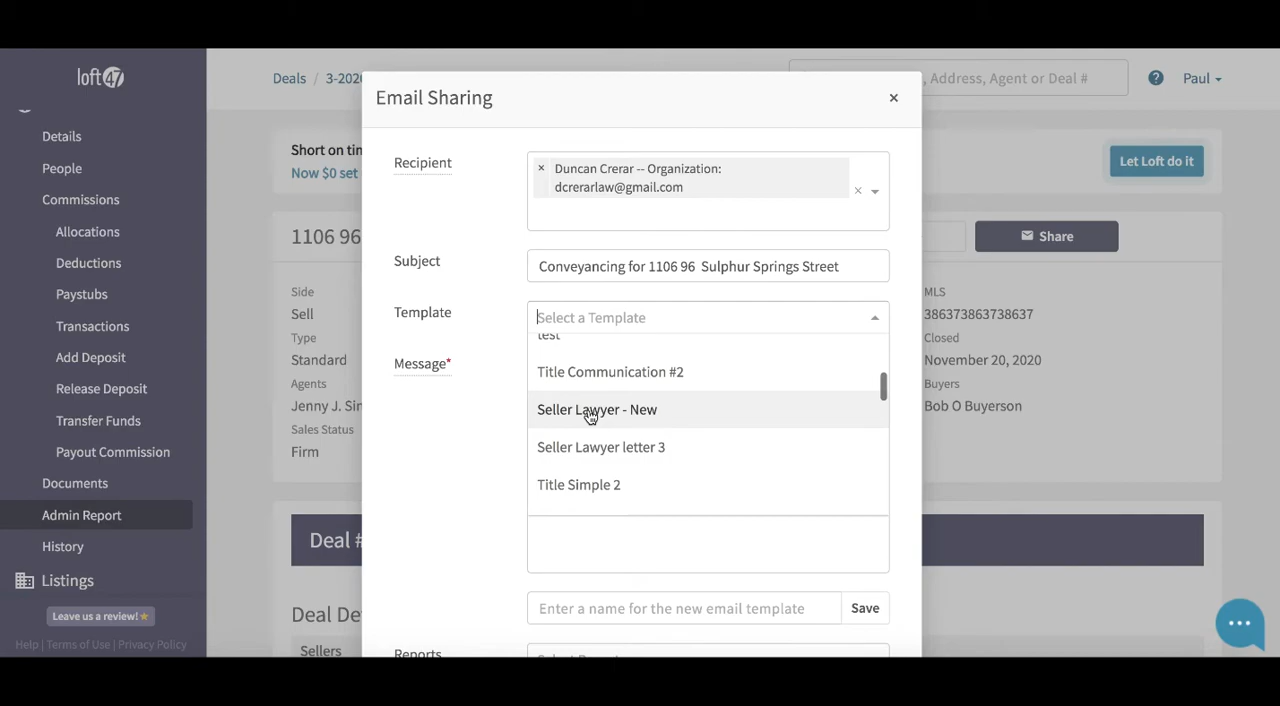 loft47
Details
People
Commissions
Allocations
Deductions
Paystubs
Transactions
Add Deposit
Release Deposit
Transfer Funds
Payout Commission
Documents
Admin Report
History
Listings
Leave us a review!
Help | Terms of Use | Privacy Policy
Deals / 3-2020
, Address, Agent or Deal #
?
Paul
Short on tim
Now $0 set
Let Loft do it
1106 96
Share
Side
Sell
Type
Standard
Agents
Jenny J. Sin
Sales Status
Firm
MLS
386373863738637
Closed
November 20, 2020
Buyers
Bob O Buyerson
Deal #
Deal De
Sellers
Email Sharing
×
Recipient
× Duncan Crerar -- Organization:
dcrerarlaw@gmail.com
×
Subject
Conveyancing for 1106 96 Sulphur Springs Street
Template
Select a Template
test
Title Communication #2
Seller Lawyer - New
Seller Lawyer letter 3
Title Simple 2
Message*
Enter a name for the new email template
Save
Reports